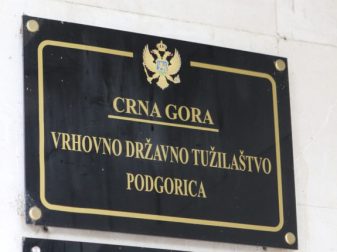 CRNA GORA
VRHOVNO DRŽAVNO TUŽILAŠTVO
PODGORICA